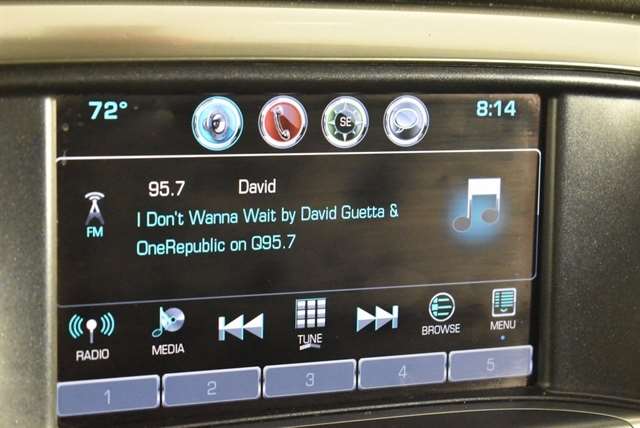 72°
SE
8:14
95.7 David
FM
I Don't Wanna Wait by David Guetta &
OneRepublic on Q95.7
RADIO
MEDIA
TUNE
BROWSE
MENU
1 2 3 4 5